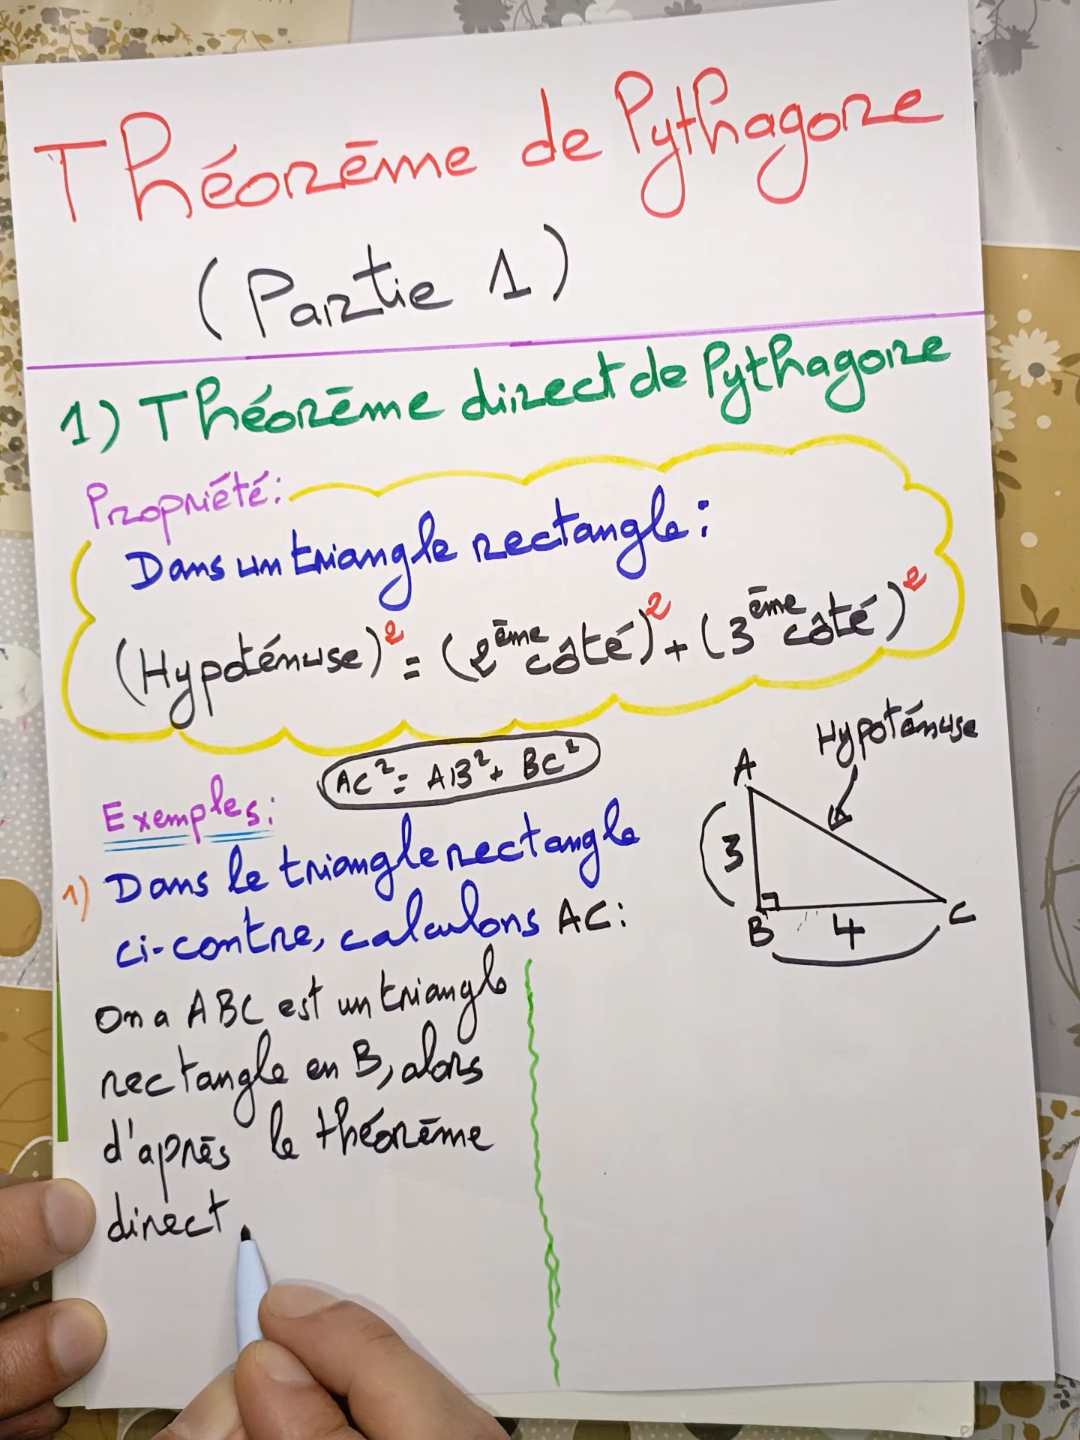 Théorème de Pythagore
(Partie 1)
1) Théorème direct de Pythagore
Propriété:
Dans un triangle rectangle:
(Hypoténuse)² = (2ème côté)² + (3ème côté)²
Hypoténuse
AC² = AB² + BC²
Exemples:
1) Dans le triangle rectangle
ci-contre, calculons AC:
A
3
B
4
C
On a ABC est un triangle
rectangle en B, alors
d'après le théorème
direct